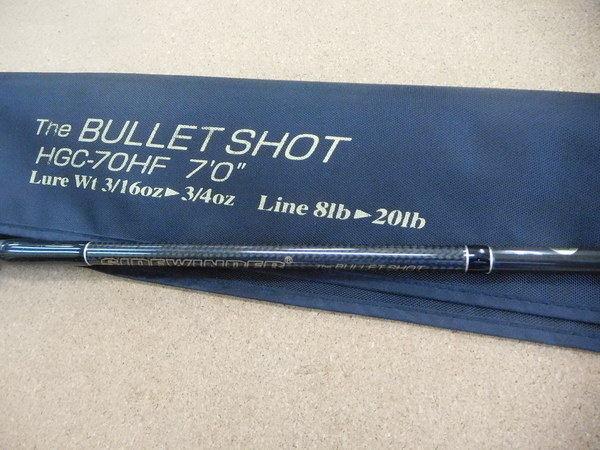 The BULLET SHOT
HGC-70HF 7'0"
Lure Wt 3/16oz▶3/4oz Line 8lb▶20lb
SIDEWINDER® The BULLET SHOT